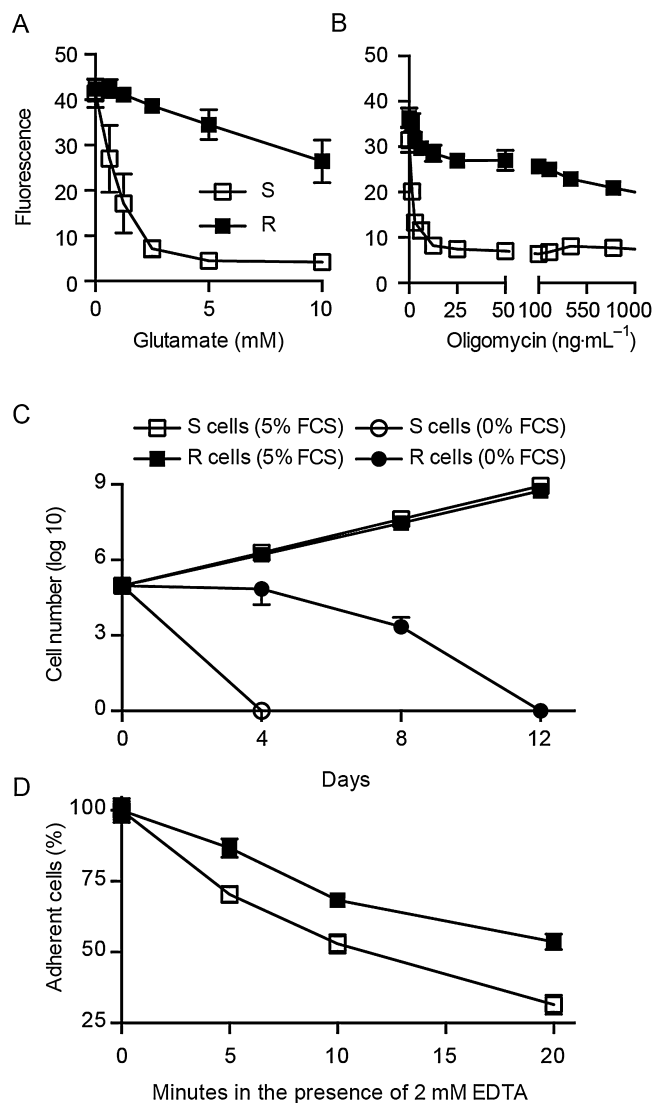 A
B
50
40
30
20
10
0
Fluorescence
S
R
0
5
10
Glutamate (mM)
50
40
30
20
10
0
0
25
50
100
550
1000
Oligomycin (ng·mL⁻¹)
C
S cells (5% FCS)
S cells (0% FCS)
R cells (5% FCS)
R cells (0% FCS)
9
6
3
0
Cell number (log 10)
0
4
8
12
Days
D
100
75
50
25
Adherent cells (%)
0
5
10
15
20
Minutes in the presence of 2 mM EDTA